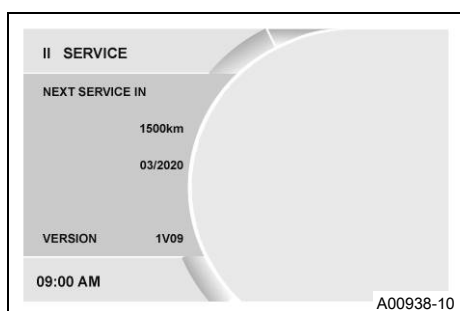 II SERVICE
NEXT SERVICE IN
1500km
03/2020
VERSION 1V09
09:00 AM
A00938-10